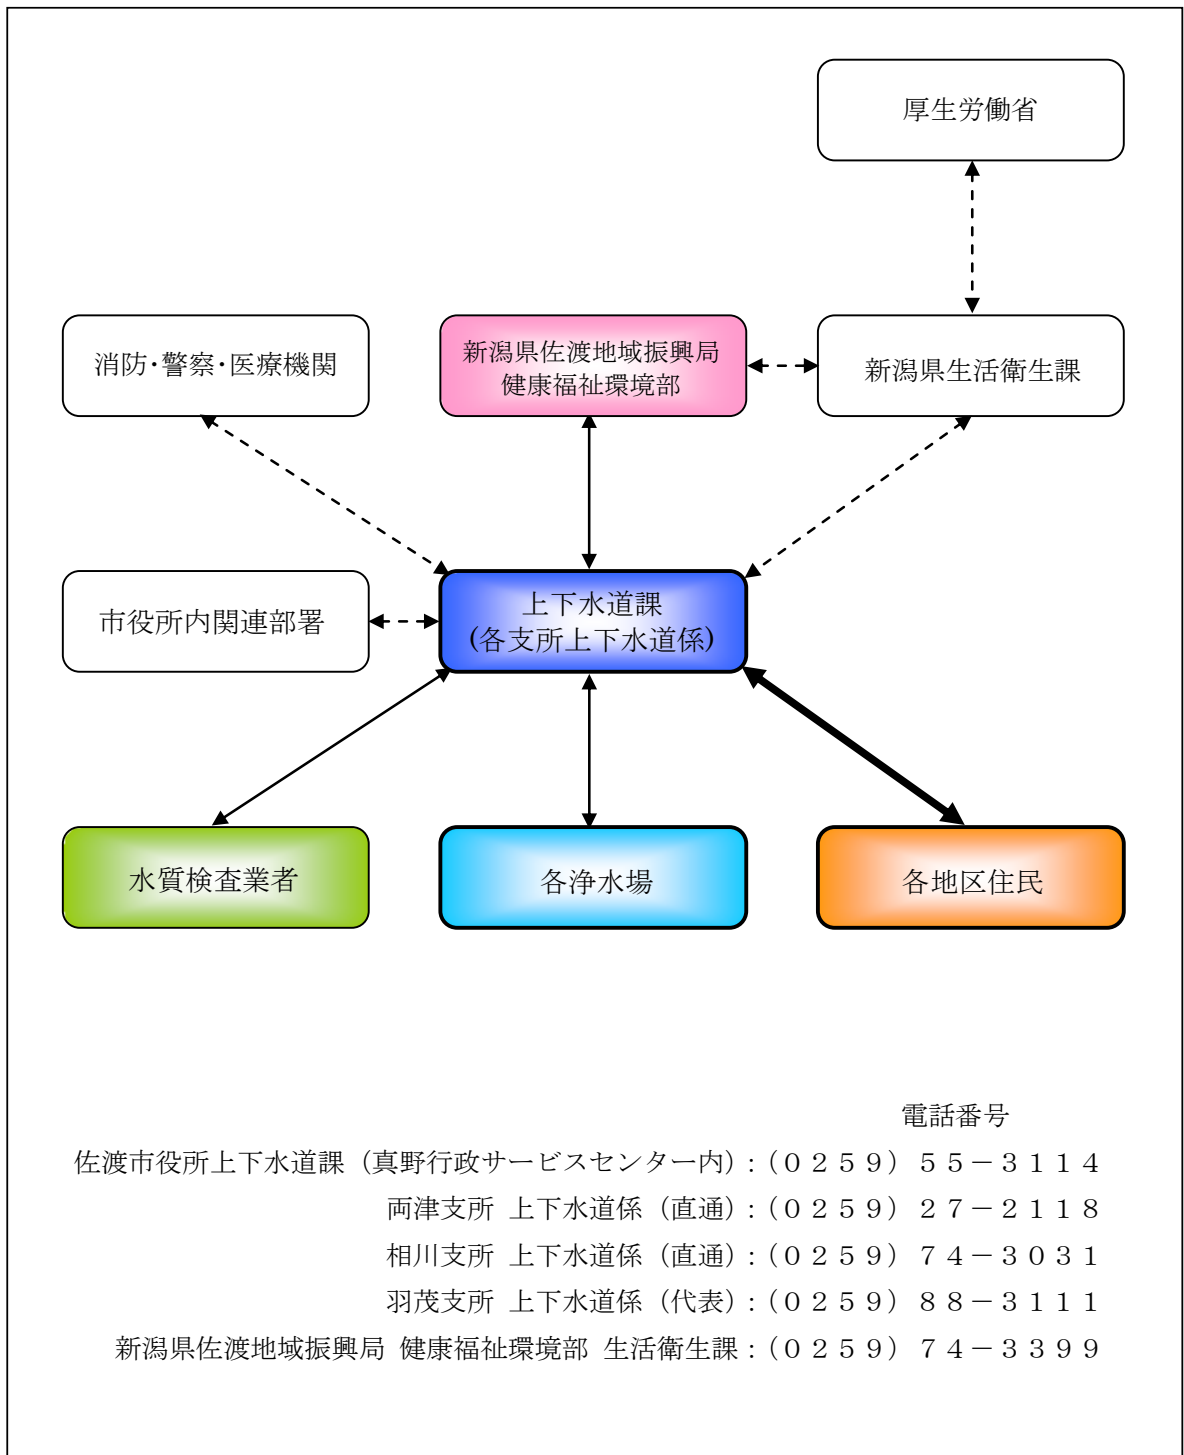 厚生労働省
消防・警察・医療機関
新潟県佐渡地域振興局
健康福祉環境部
新潟県生活衛生課
市役所内関連部署
上下水道課
(各支所上下水道係)
水質検査業者
各浄水場
各地区住民
電話番号
佐渡市役所上下水道課（真野行政サービスセンター内）：（０２５９）５５－３１１４
両津支所 上下水道係（直通）：（０２５９）２７－２１１８
相川支所 上下水道係（直通）：（０２５９）７４－３０３１
羽茂支所 上下水道係（代表）：（０２５９）８８－３１１１
新潟県佐渡地域振興局 健康福祉環境部 生活衛生課：（０２５９）７４－３３９９